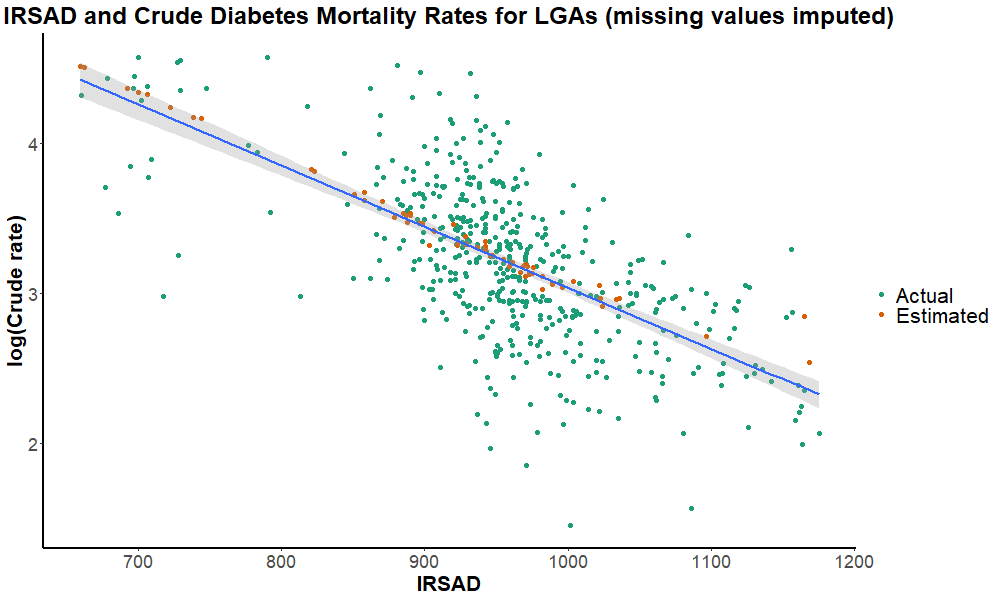 IRSAD and Crude Diabetes Mortality Rates for LGAs (missing values imputed)
log(Crude rate)
4
3
2
700 800 900 1000 1100 1200
IRSAD
Actual
Estimated